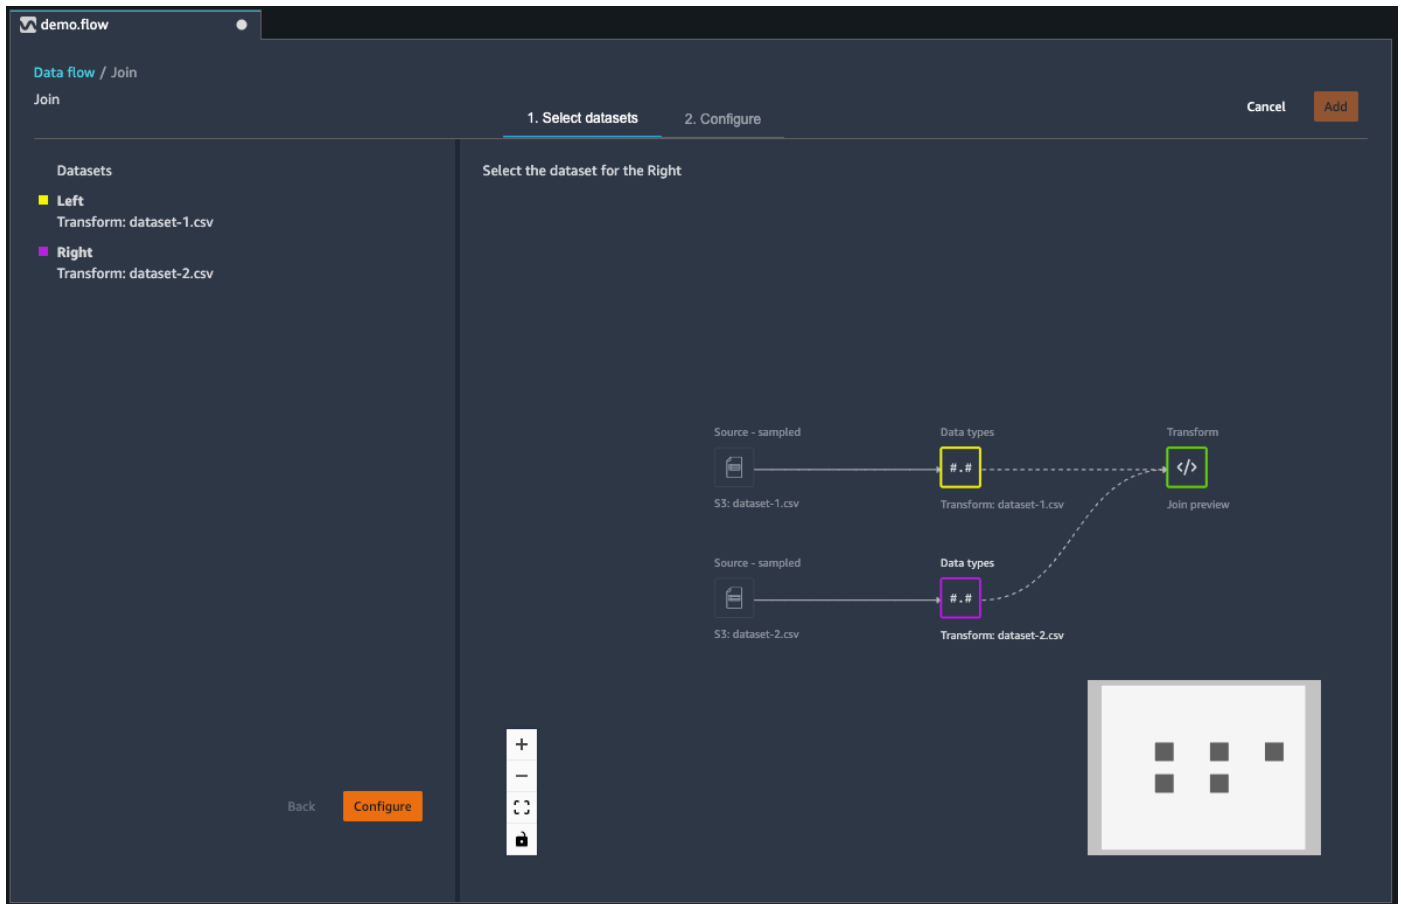 demo.flow
Data flow / Join
Join
1. Select datasets
2. Configure
Cancel
Add
Datasets
Left
Transform: dataset-1.csv
Right
Transform: dataset-2.csv
Back
Configure
Select the dataset for the Right
Source - sampled
Data types
Transform
#.#
</>
S3: dataset-1.csv
Transform: dataset-1.csv
Join preview
Source - sampled
Data types
#.#
S3: dataset-2.csv
Transform: dataset-2.csv